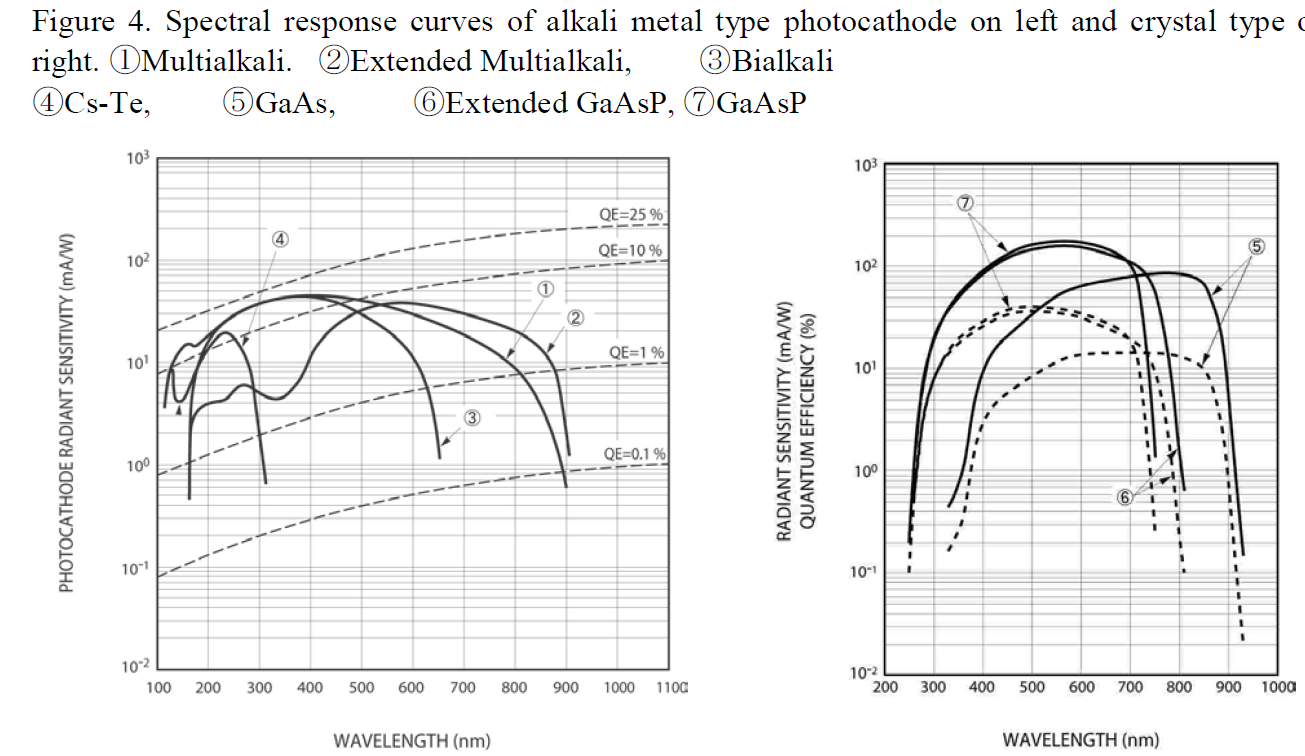 Figure 4. Spectral response curves of alkali metal type photocathode on left and crystal type
right. ①Multialkali. ②Extended Multialkali, ③Bialkali
④Cs-Te, ⑤GaAs, ⑥Extended GaAsP, ⑦GaAsP
PHOTOCATHODE RADIANT SENSITIVITY (mA/W)
10³
10²
10¹
10⁰
10⁻¹
10⁻²
QE=25 %
QE=10 %
QE=1 %
QE=0.1 %
④
①
②
③
100 200 300 400 500 600 700 800 900 1000 1100
WAVELENGTH (nm)
RADIANT SENSITIVITY (mA/W)
QUANTUM EFFICIENCY (%)
10³
10²
10¹
10⁰
10⁻¹
10⁻²
⑦
⑤
⑥
200 300 400 500 600 700 800 900 1000
WAVELENGTH (nm)